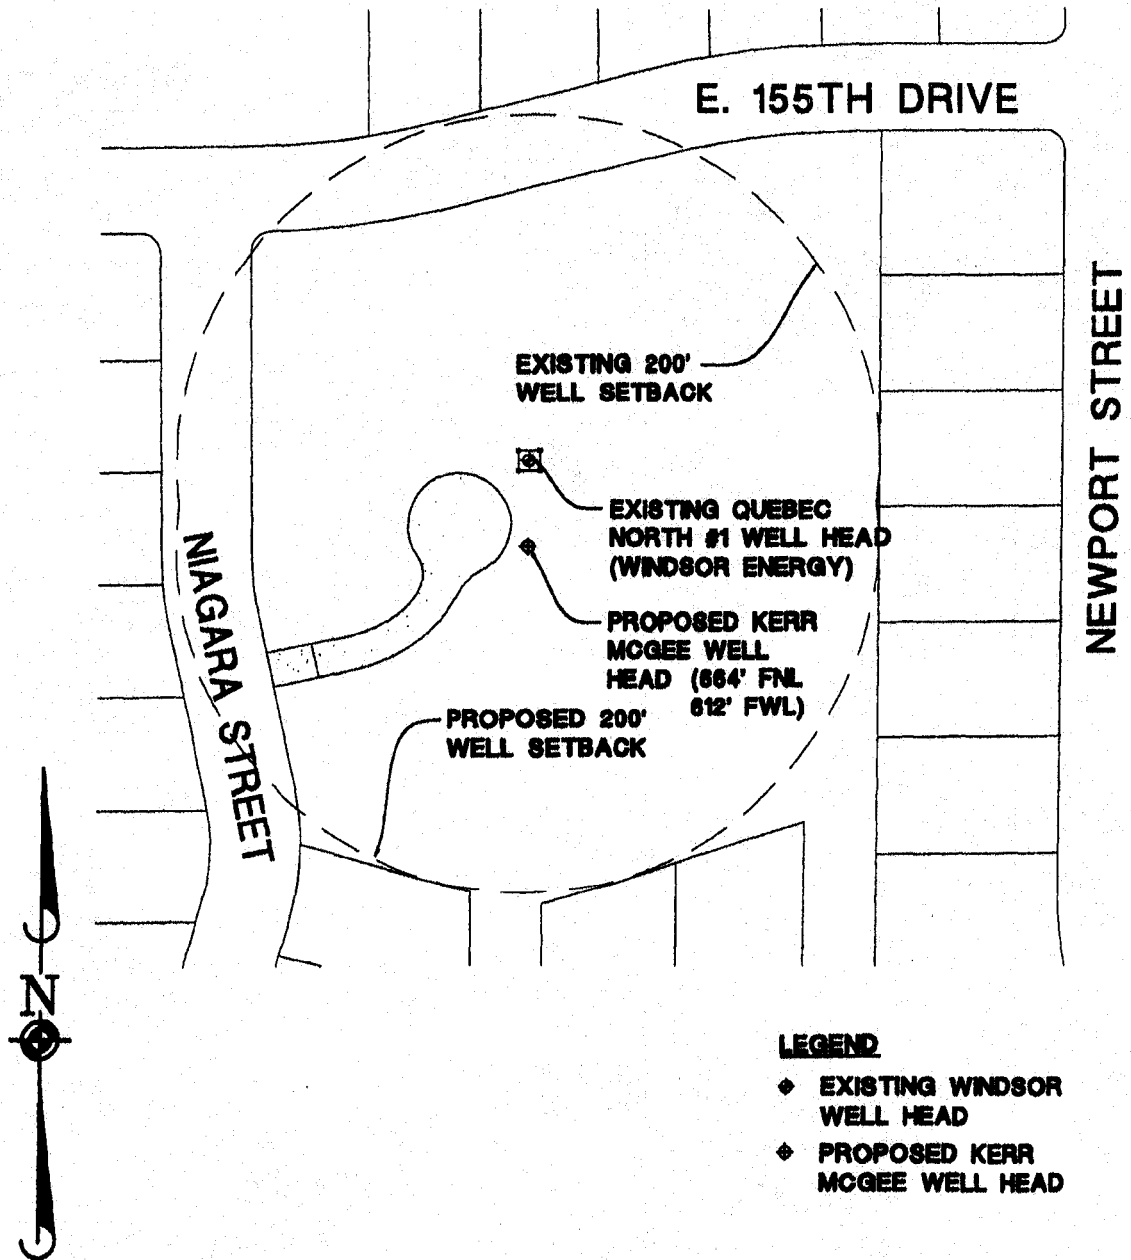 E. 155TH DRIVE
EXISTING 200'
WELL SETBACK
NEWPORT STREET
EXISTING QUEBEC
NORTH #1 WELL HEAD
(WINDSOR ENERGY)
NIAGARA STREET
PROPOSED KERR
MCGEE WELL
HEAD (664' FNL
612' FWL)
PROPOSED 200'
WELL SETBACK
N
LEGEND
EXISTING WINDSOR
WELL HEAD
PROPOSED KERR
MCGEE WELL HEAD